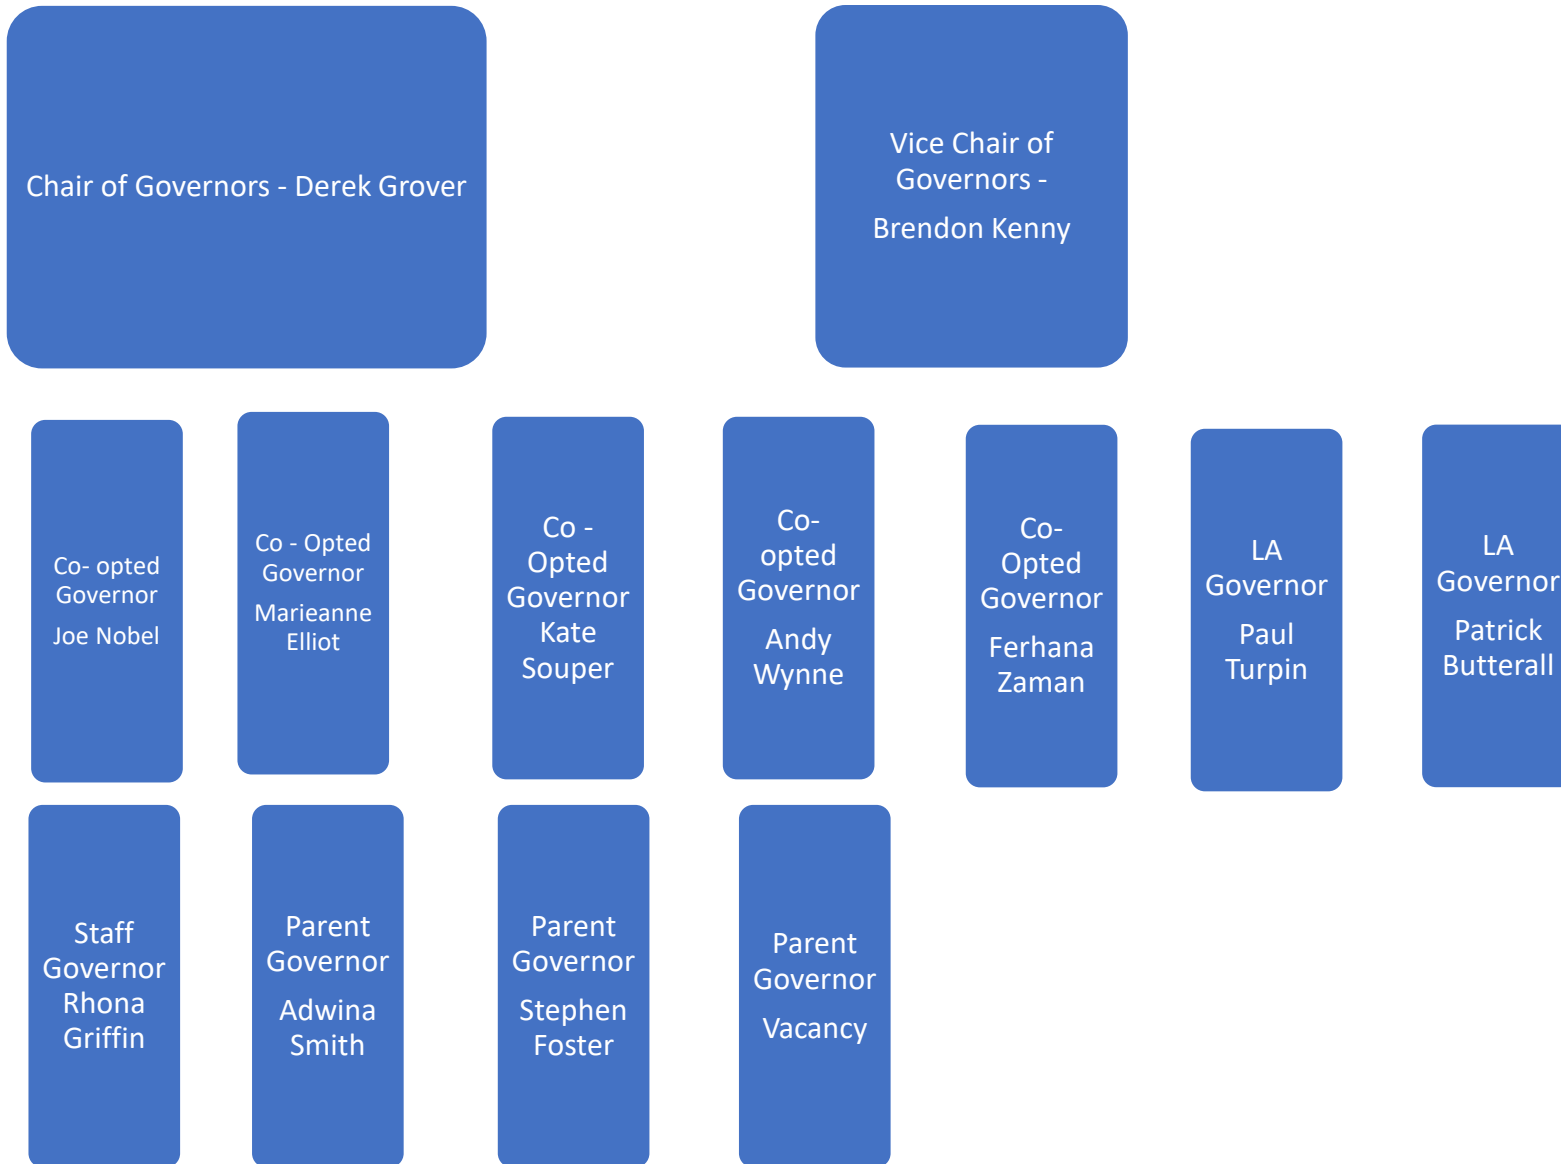 Chair of Governors - Derek Grover
Vice Chair of
Governors -
Brendon Kenny
Co- opted
Governor
Joe Nobel
Co - Opted
Governor
Marieanne
Elliot
Co -
Opted
Governor
Kate
Souper
Co-
opted
Governor
Andy
Wynne
Co-
Opted
Governor
Ferhana
Zaman
LA
Governor
Paul
Turpin
LA
Governor
Patrick
Butterall
Staff
Governor
Rhona
Griffin
Parent
Governor
Adwina
Smith
Parent
Governor
Stephen
Foster
Parent
Governor
Vacancy